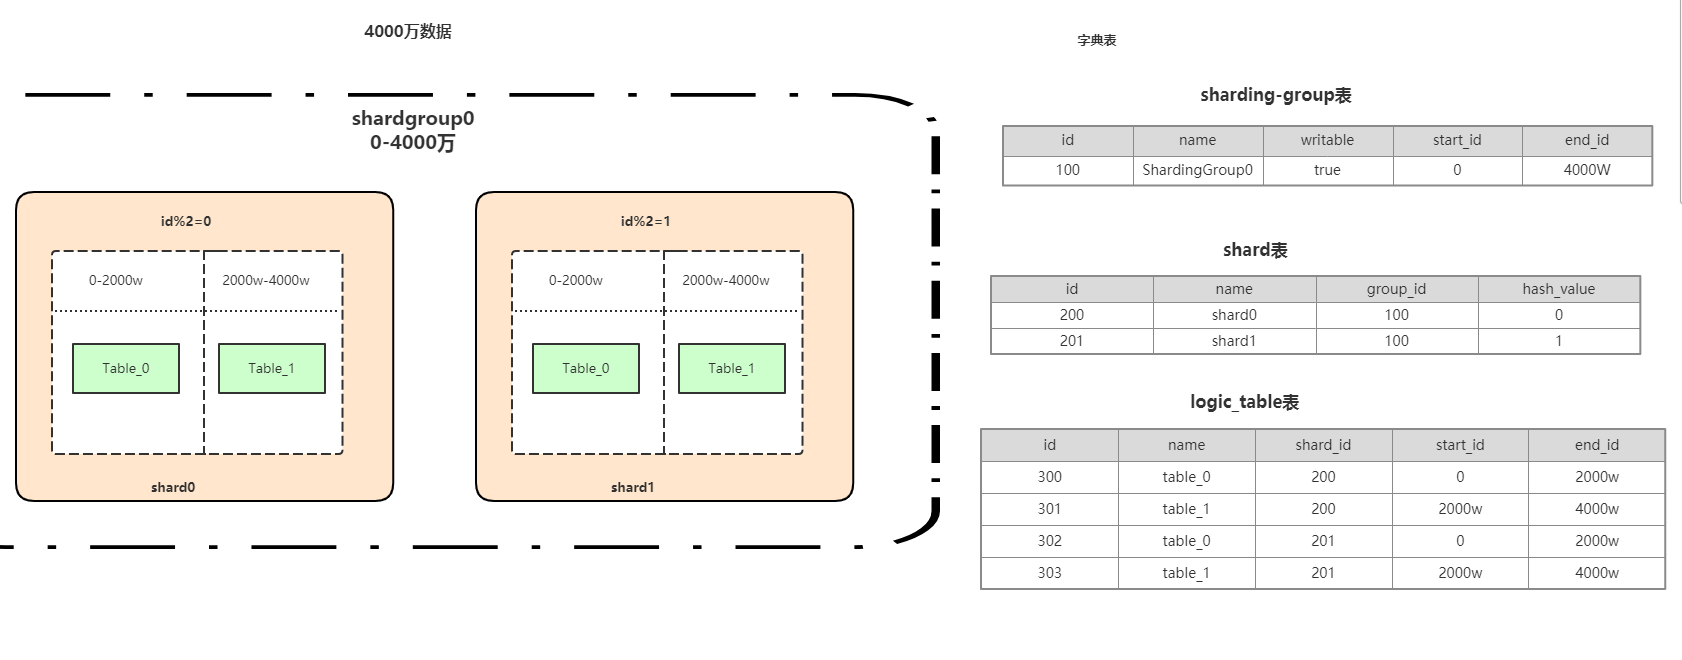 4000万数据
shardgroup0
0-4000万
id%2=0
0-2000w 2000w-4000w
Table_0 Table_1
shard0
id%2=1
0-2000w 2000w-4000w
Table_0 Table_1
shard1
字典表
sharding-group表
id name writable start_id end_id
100 ShardingGroup0 true 0 4000W
shard表
id name group_id hash_value
200 shard0 100 0
201 shard1 100 1
logic_table表
id name shard_id start_id end_id
300 table_0 200 0 2000w
301 table_1 200 2000w 4000w
302 table_0 201 0 2000w
303 table_1 201 2000w 4000w